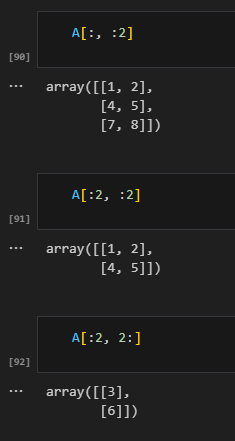 A[:, :2]
[90]
... array([[1, 2],
       [4, 5],
       [7, 8]])
A[:2, :2]
[91]
... array([[1, 2],
       [4, 5]])
A[:2, 2:]
[92]
... array([[3],
       [6]])